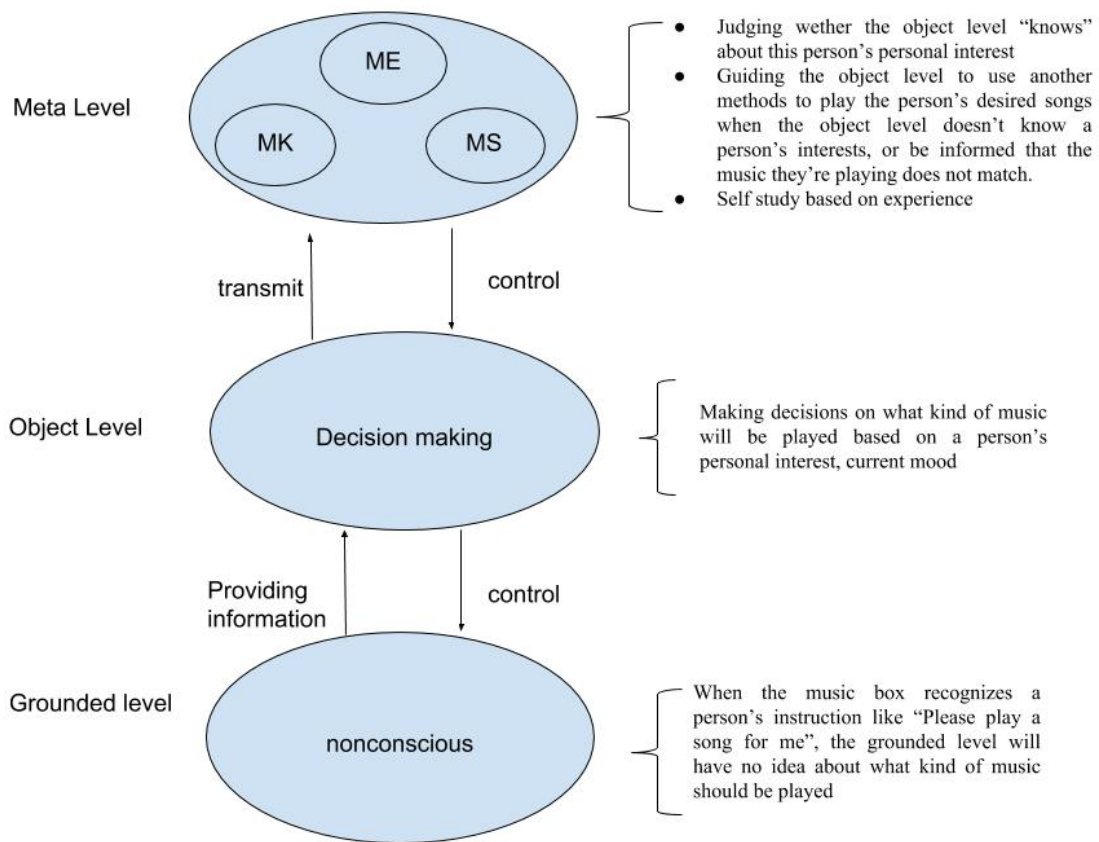 Meta Level
ME
MK
MS
● Judging wether the object level “knows”
about this person’s personal interest
● Guiding the object level to use another
methods to play the person’s desired songs
when the object level doesn’t know a
person’s interests, or be informed that the
music they’re playing does not match.
● Self study based on experience
transmit
control
Object Level
Decision making
Making decisions on what kind of music
will be played based on a person’s
personal interest, current mood
Providing
information
control
Grounded level
nonconscious
When the music box recognizes a
person’s instruction like “Please play a
song for me”, the grounded level will
have no idea about what kind of music
should be played